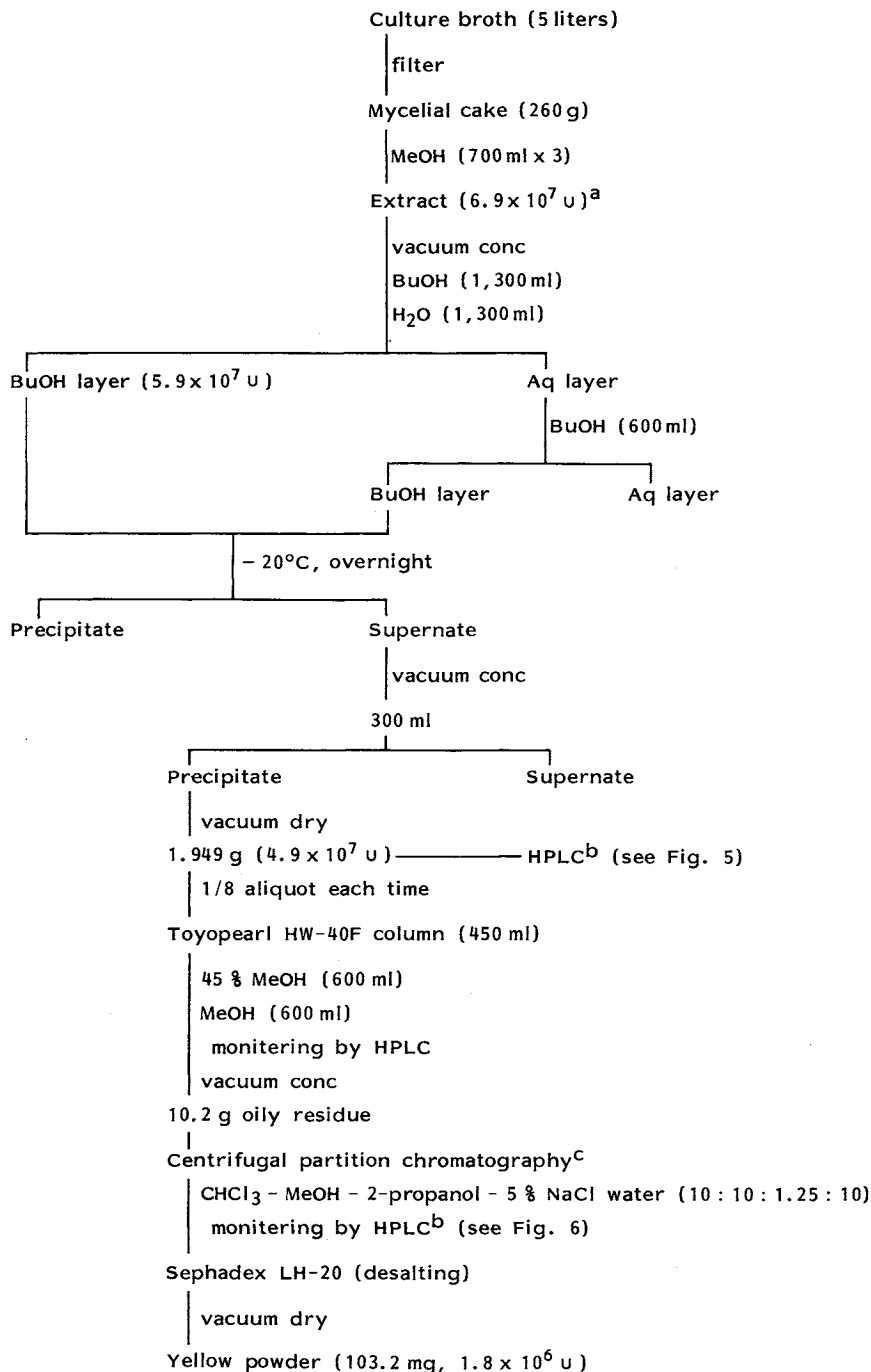 Culture broth (5 liters)
filter
Mycelial cake (260 g)
MeOH (700 ml x 3)
Extract (6.9 x 10⁷ u)ᵃ
vacuum conc
BuOH (1,300 ml)
H₂O (1,300 ml)
BuOH layer (5.9 x 10⁷ u) Aq layer
BuOH (600 ml)
BuOH layer Aq layer
– 20°C, overnight
Precipitate Supernate
vacuum conc
300 ml
Precipitate Supernate
vacuum dry
1.949 g (4.9 x 10⁷ u) HPLCᵇ (see Fig. 5)
1/8 aliquot each time
Toyopearl HW-40F column (450 ml)
45 % MeOH (600 ml)
MeOH (600 ml)
monitering by HPLC
vacuum conc
10.2 g oily residue
Centrifugal partition chromatographyᶜ
CHCl₃ – MeOH – 2-propanol – 5 % NaCl water (10 : 10 : 1.25 : 10)
monitering by HPLCᵇ (see Fig. 6)
Sephadex LH-20 (desalting)
vacuum dry
Yellow powder (103.2 mg, 1.8 x 10⁶ u)